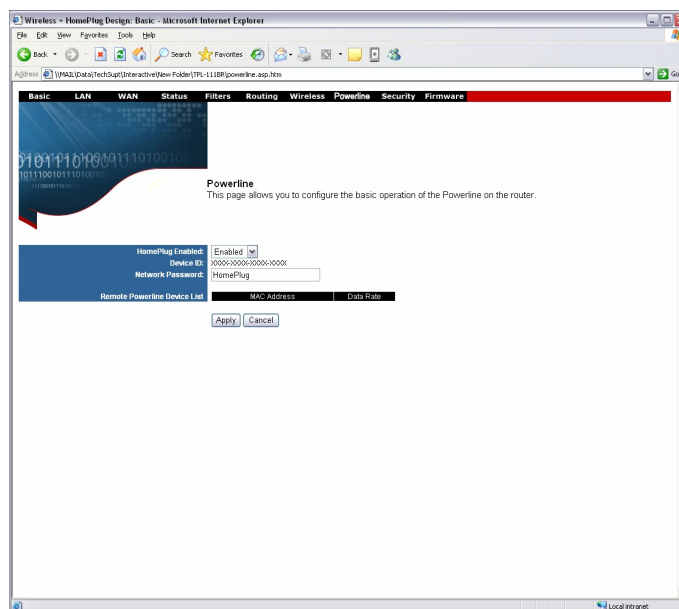 Wireless + HomePlug Design: Basic - Microsoft Internet Explorer
File Edit View Favorites Tools Help
Back Search Favorites
Address \\MAIL\Data\TechSupt\Interactive\New Folder\TPL-111BR\powerline.asp.htm Go
Basic LAN WAN Status Filters Routing Wireless Powerline Security Firmware
Powerline
This page allows you to configure the basic operation of the Powerline on the router.
HomePlug Enabled: Enabled
Device ID: XXXX-XXXX-XXXX-XXXX
Network Password: HomePlug
Remote Powerline Device List MAC Address Data Rate
Apply Cancel
Local intranet